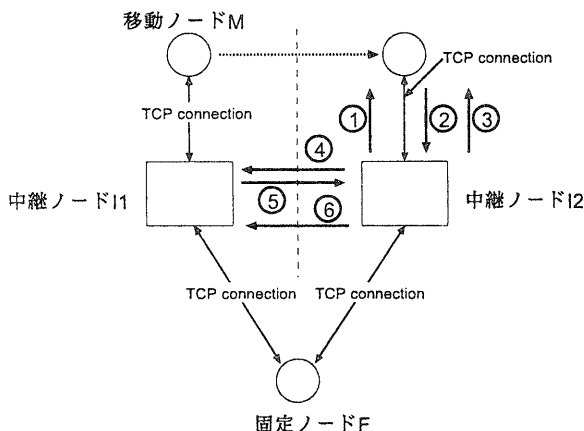 移動ノードM
TCP connection
TCP connection
① ② ③
④
中継ノードI1
⑤
⑥
中継ノードI2
TCP connection
TCP connection
固定ノードF